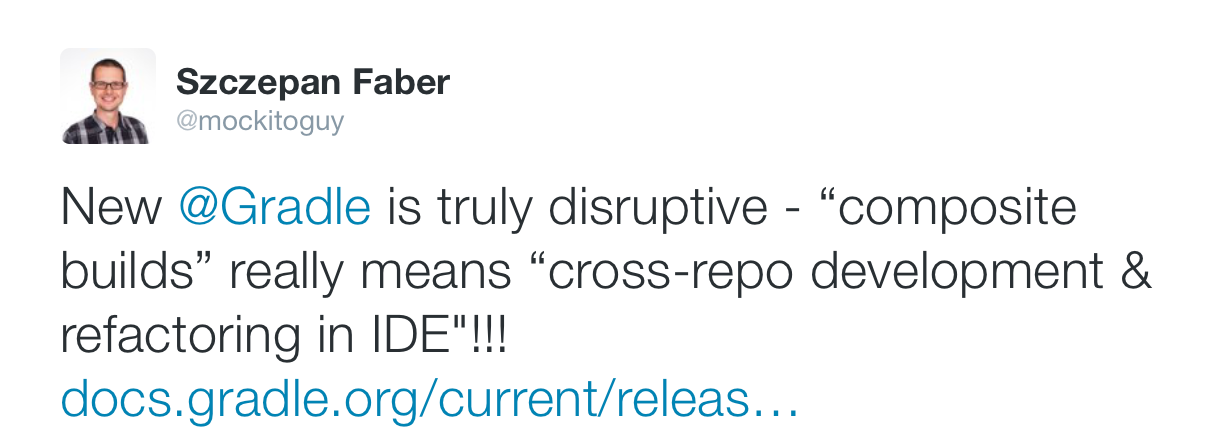 Szczepan Faber
@mockitoguy
New @Gradle is truly disruptive - “composite
builds” really means “cross-repo development &
refactoring in IDE"!!!
docs.gradle.org/current/releas…